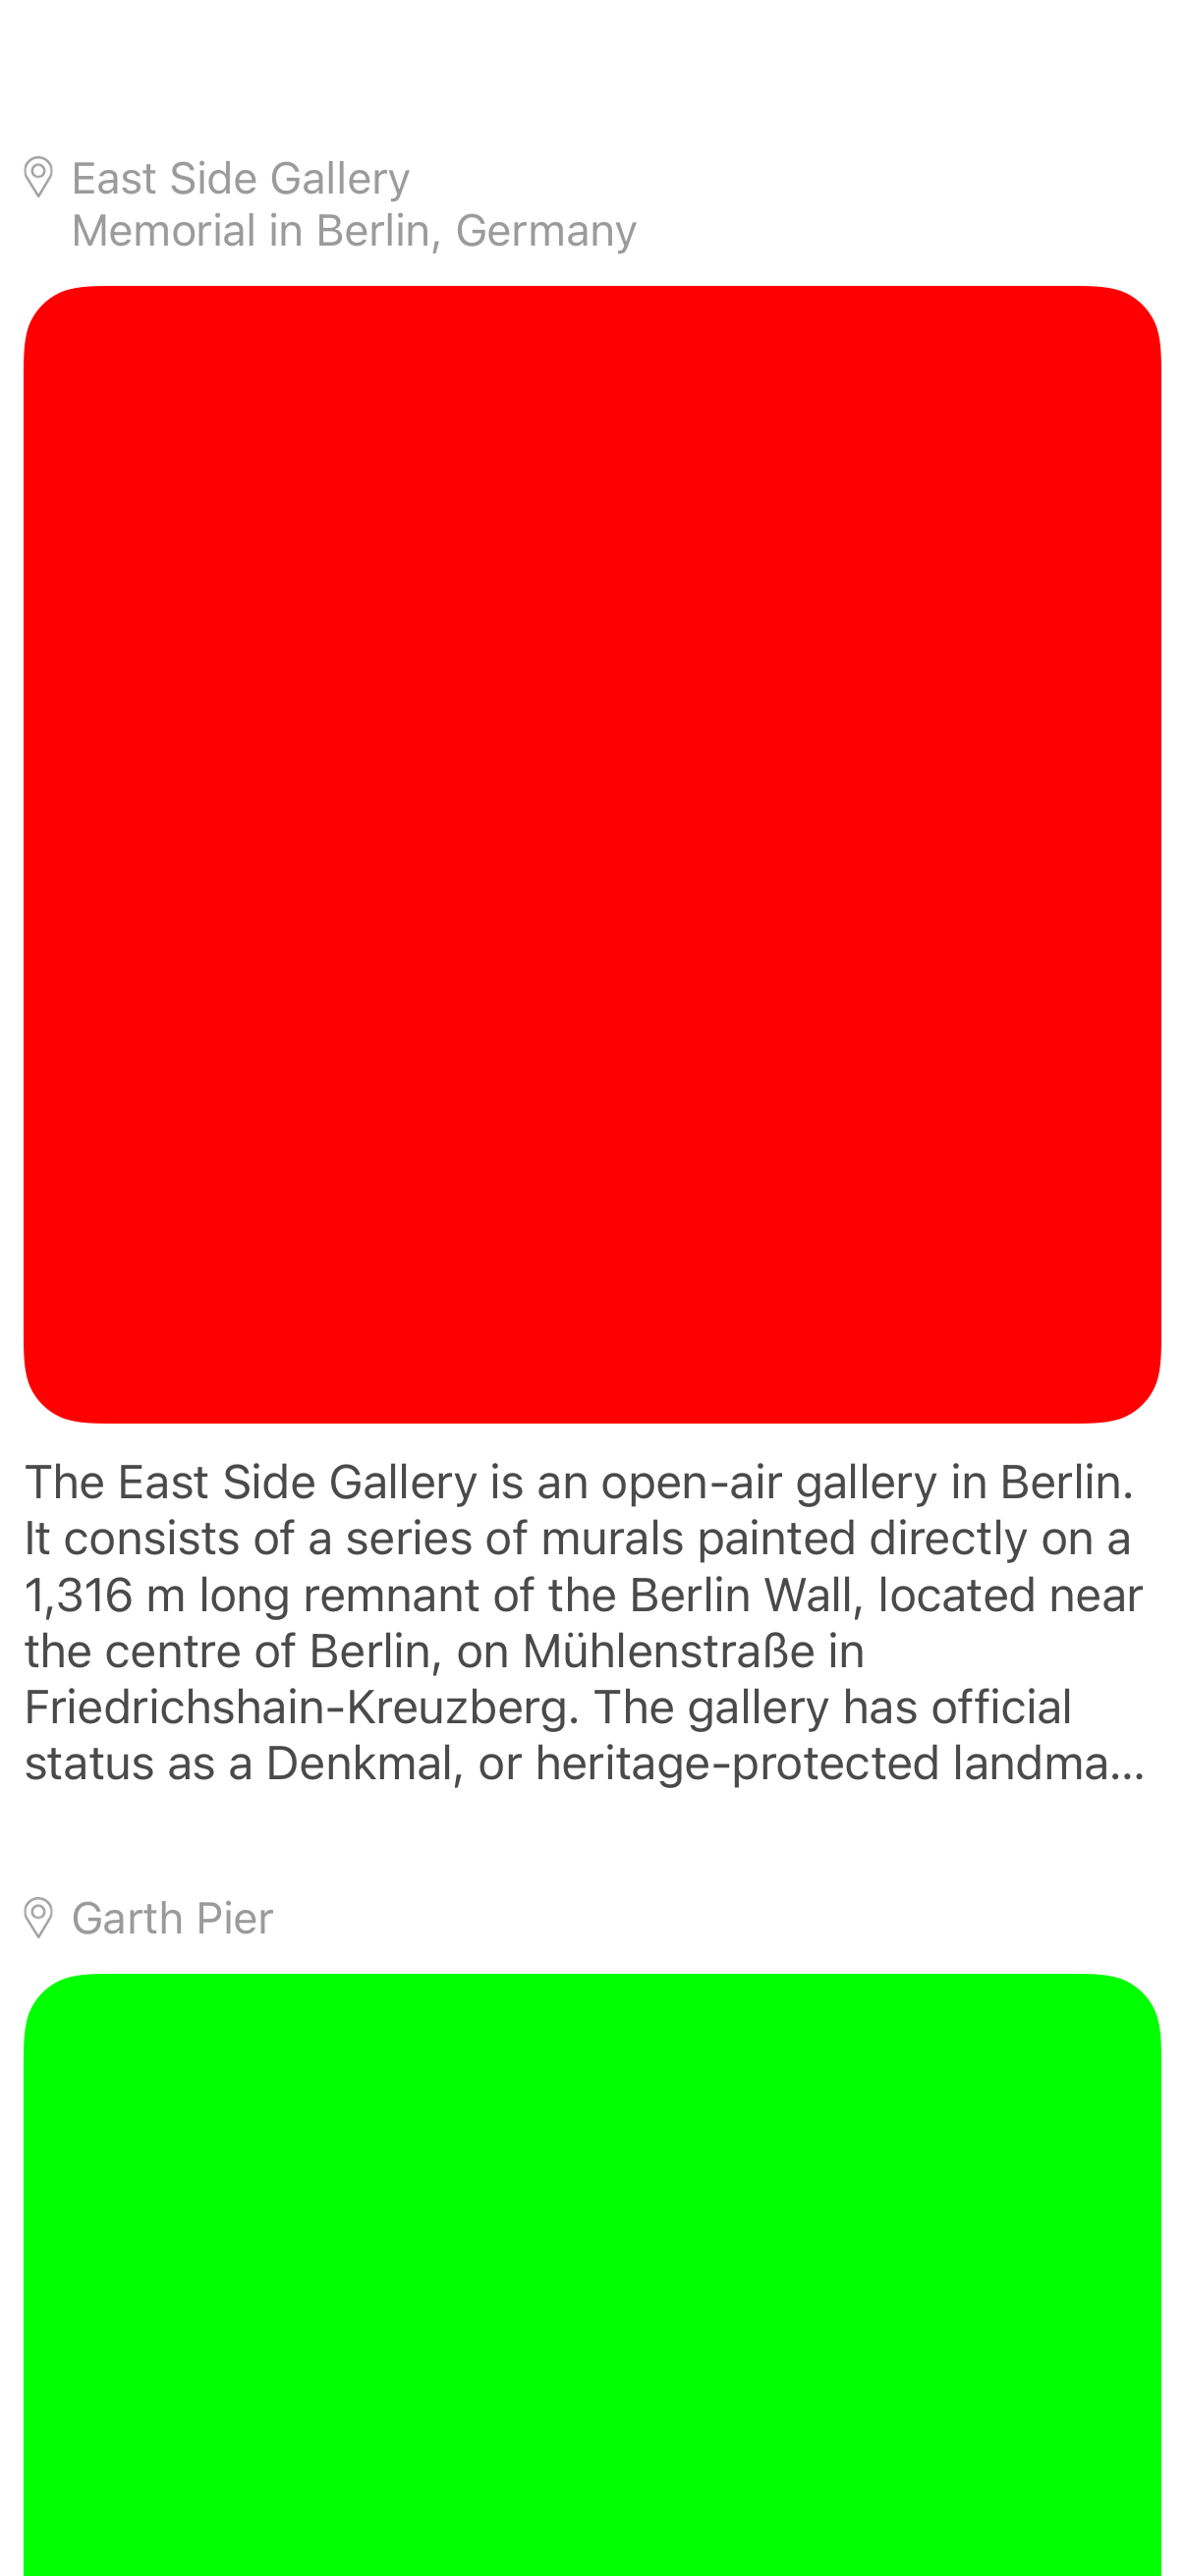 East Side Gallery
Memorial in Berlin, Germany
The East Side Gallery is an open-air gallery in Berlin.
It consists of a series of murals painted directly on a
1,316 m long remnant of the Berlin Wall, located near
the centre of Berlin, on Mühlenstraße in
Friedrichshain-Kreuzberg. The gallery has official
status as a Denkmal, or heritage-protected landma...
Garth Pier